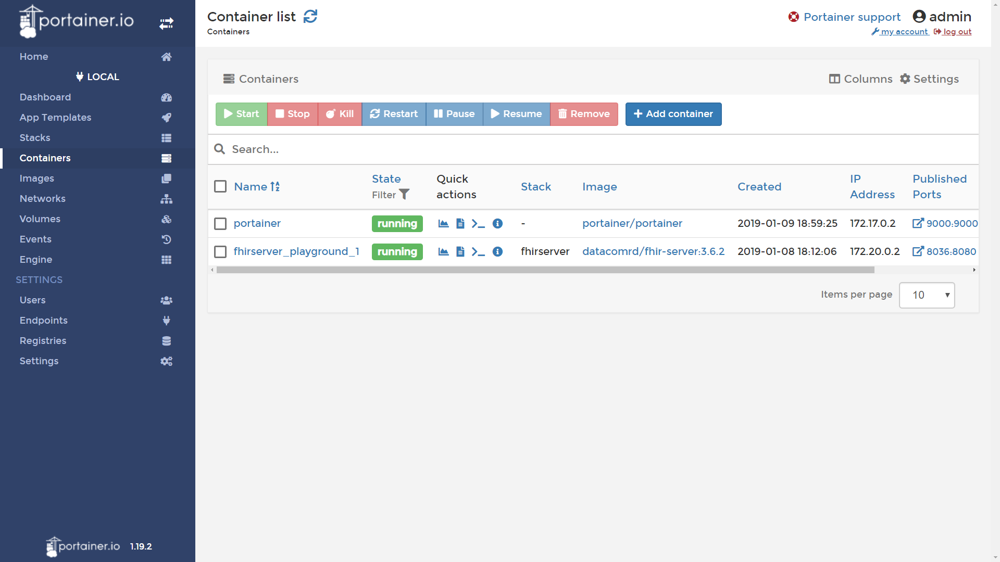 portainer.io
Home
LOCAL
Dashboard
App Templates
Stacks
Containers
Images
Networks
Volumes
Events
Engine
SETTINGS
Users
Endpoints
Registries
Settings
portainer.io 1.19.2
Container list
Containers
Portainer support admin
my account log out
Containers
Columns Settings
Start Stop Kill Restart Pause Resume Remove Add container
Search...
Name State Filter Quick actions Stack Image Created IP Address Published Ports
portainer running - portainer/portainer 2019-01-09 18:59:25 172.17.0.2 9000:9000
fhirserver_playground_1 running fhirserver datacomrd/fhir-server:3.6.2 2019-01-08 18:12:06 172.20.0.2 8036:8080
Items per page 10